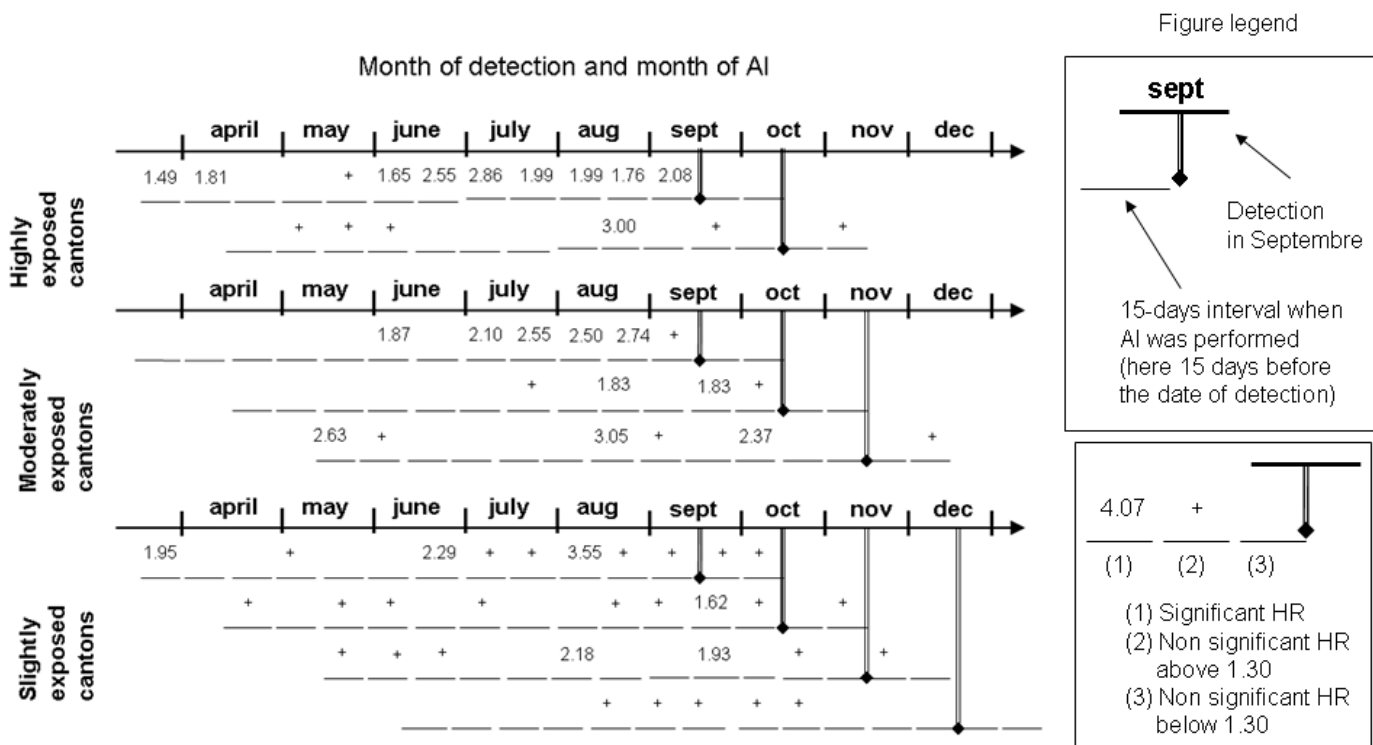 Figure legend
Month of detection and month of AI
sept
Detection
in Septembre
15-days interval when
AI was performed
(here 15 days before
the date of detection)
Highly
exposed
cantons
april may june july aug sept oct nov dec
1.49 1.81 + 1.65 2.55 2.86 1.99 1.99 1.76 2.08
+ + + 3.00 + +
Moderately
exposed
cantons
april may june july aug sept oct nov dec
1.87 2.10 2.55 2.50 2.74 +
+ 1.83 1.83 +
2.63 + 3.05 + 2.37 +
Slightly
exposed
cantons
april may june july aug sept oct nov dec
1.95 + 2.29 + + 3.55 + + + +
+ + + + + + 1.62 + +
+ + + 2.18 1.93 + +
+ + + + +
4.07 +
(1) (2) (3)
(1) Significant HR
(2) Non significant HR
above 1.30
(3) Non significant HR
below 1.30